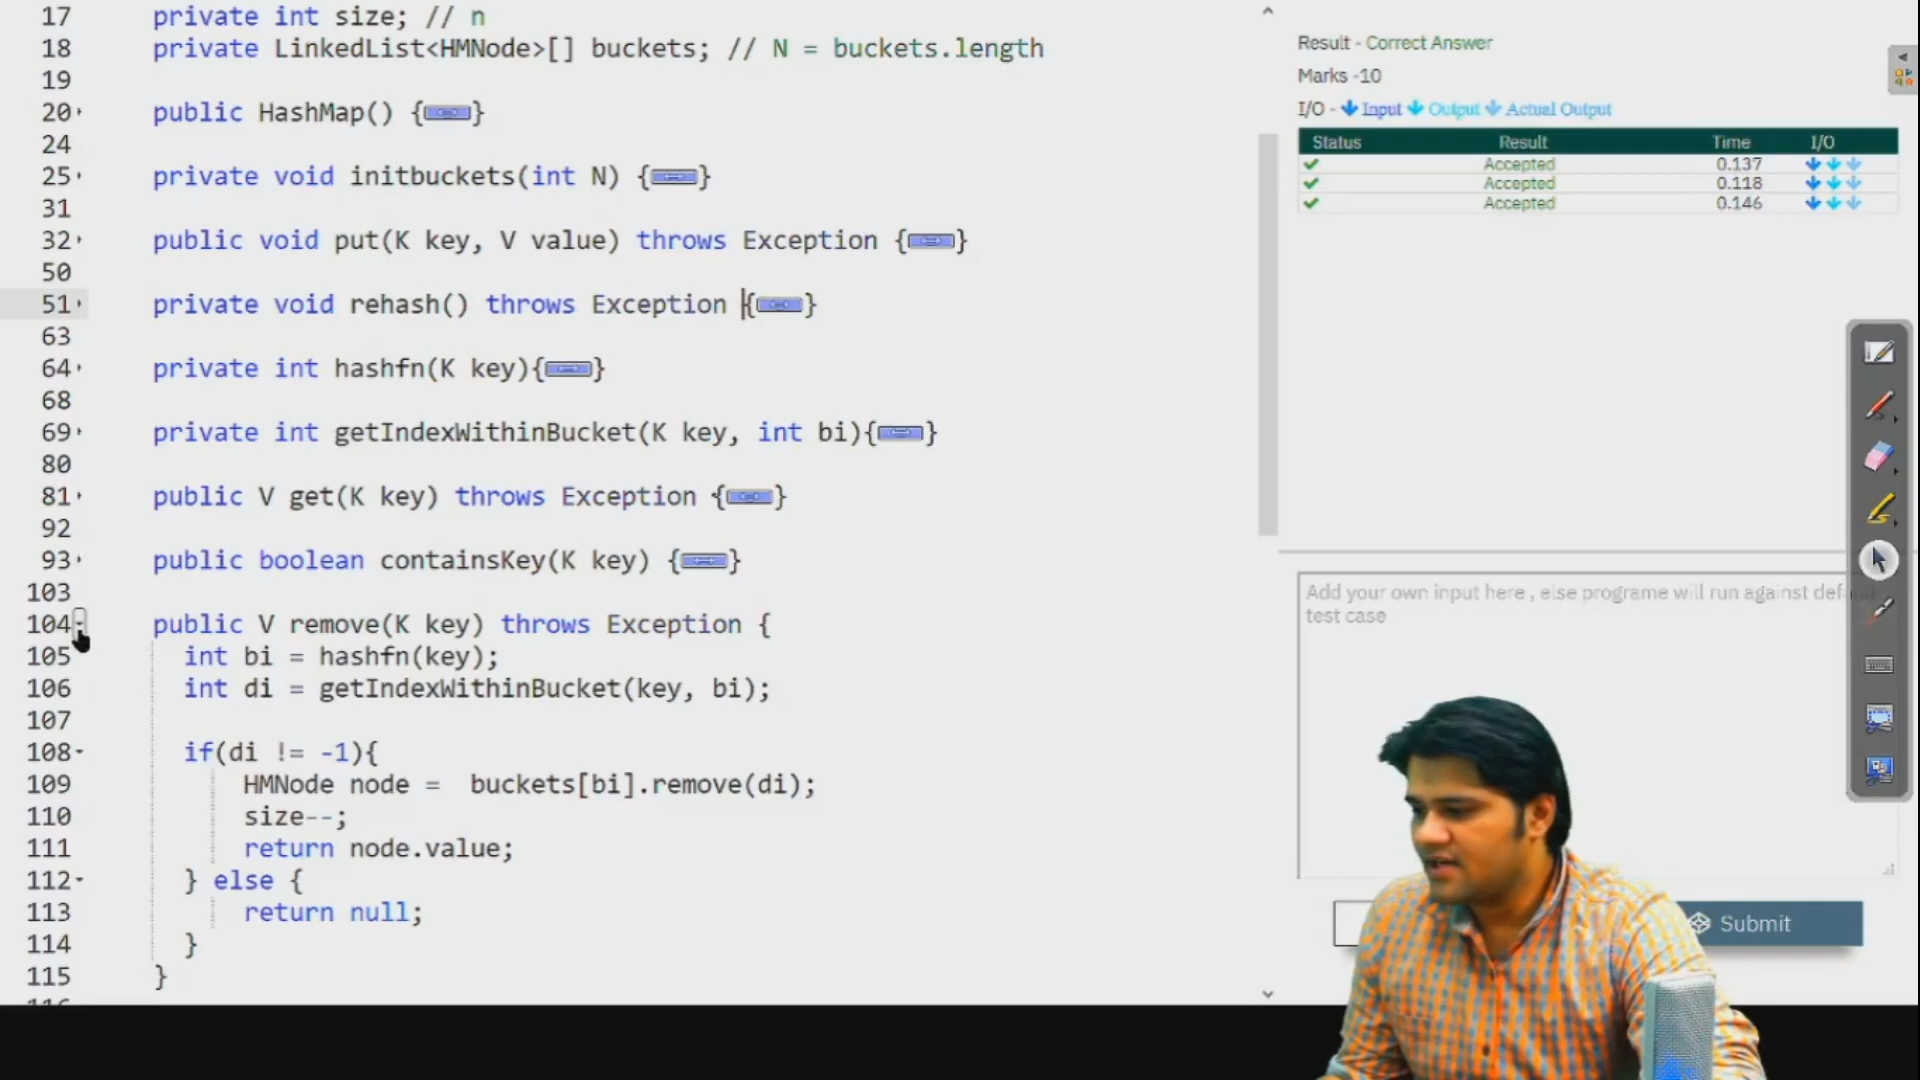 17 private int size; // n
18 private LinkedList<HMNode>[] buckets; // N = buckets.length
19
20 public HashMap() {}
24
25 private void initbuckets(int N) {}
31
32 public void put(K key, V value) throws Exception {}
50
51 private void rehash() throws Exception {}
63
64 private int hashfn(K key){}
68
69 private int getIndexWithinBucket(K key, int bi){}
80
81 public V get(K key) throws Exception {}
92
93 public boolean containsKey(K key) {}
103
104 public V remove(K key) throws Exception {
105 int bi = hashfn(key);
106 int di = getIndexWithinBucket(key, bi);
107
108 if(di != -1){
109 HMNode node =  buckets[bi].remove(di);
110 size--;
111 return node.value;
112 } else {
113 return null;
114 }
115 }
Result - Correct Answer
Marks -10
I/O - Input Output Actual Output
Status Result Time I/O
Accepted 0.137
Accepted 0.118
Accepted 0.146
Add your own input here , else programe will run against
test case
Submit